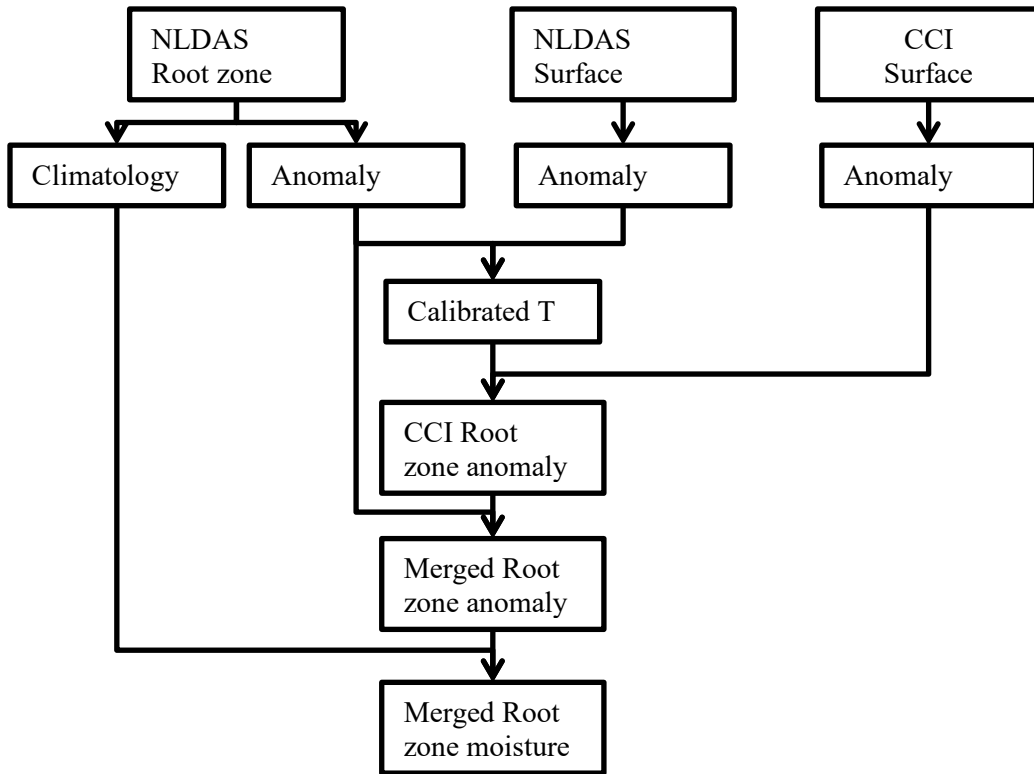 NLDAS
Root zone
NLDAS
Surface
CCI
Surface
Climatology
Anomaly
Anomaly
Anomaly
Calibrated T
CCI Root
zone anomaly
Merged Root
zone anomaly
Merged Root
zone moisture